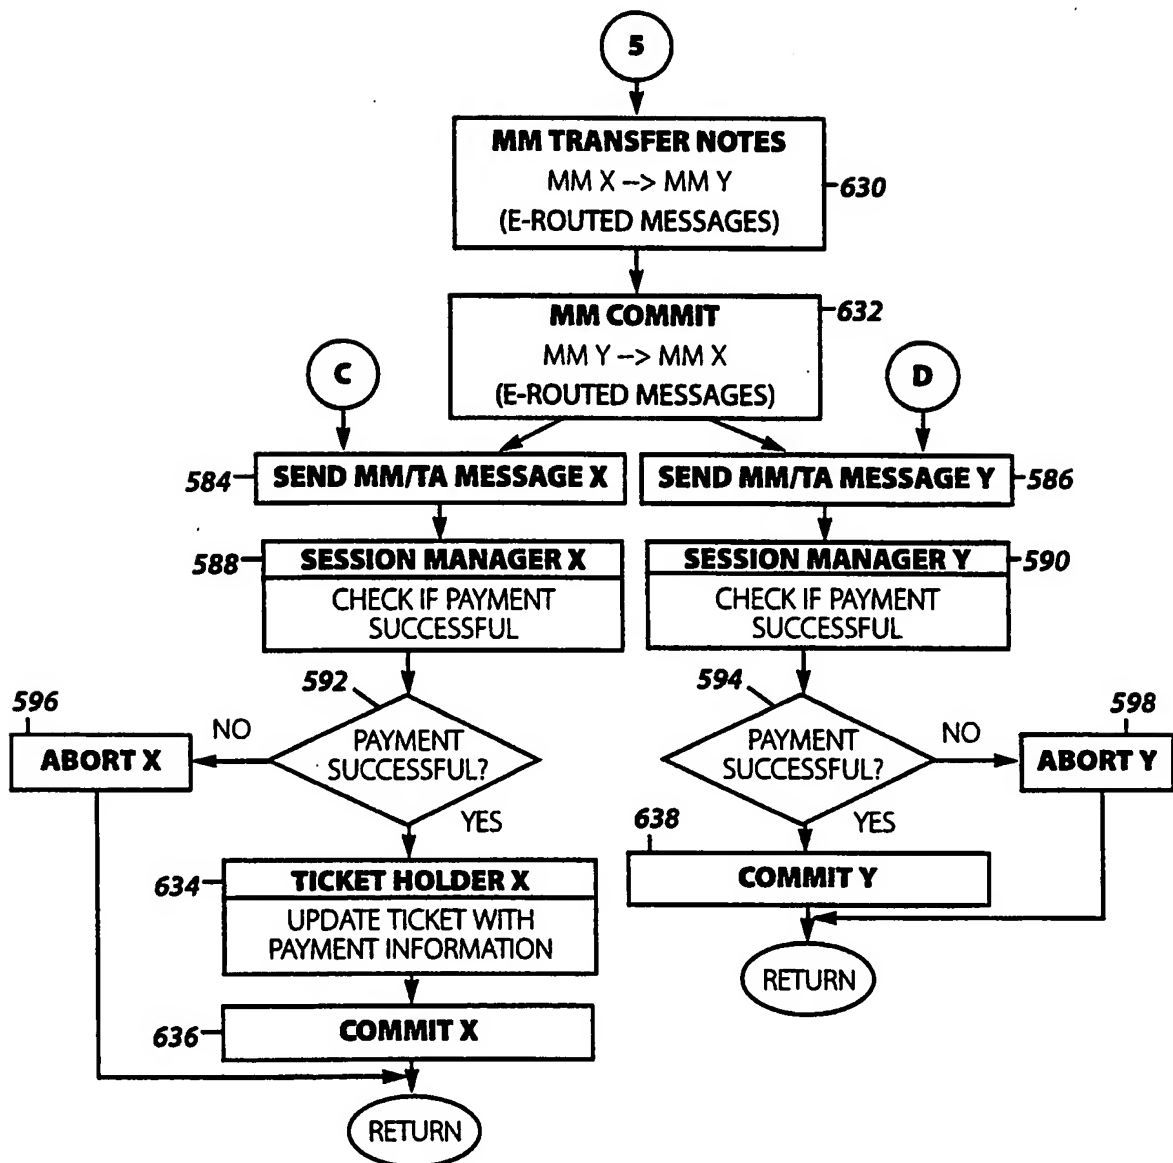 5
MM TRANSFER NOTES
MM X --> MM Y
(E-ROUTED MESSAGES)
630
MM COMMIT
MM Y --> MM X
(E-ROUTED MESSAGES)
632
C
D
584
SEND MM/TA MESSAGE X
SEND MM/TA MESSAGE Y
586
588
SESSION MANAGER X
CHECK IF PAYMENT
SUCCESSFUL
SESSION MANAGER Y
CHECK IF PAYMENT
SUCCESSFUL
590
592
594
596
NO
ABORT X
PAYMENT
SUCCESSFUL?
YES
PAYMENT
SUCCESSFUL?
NO
598
ABORT Y
YES
638
COMMIT Y
634
TICKET HOLDER X
UPDATE TICKET WITH
PAYMENT INFORMATION
RETURN
636
COMMIT X
RETURN